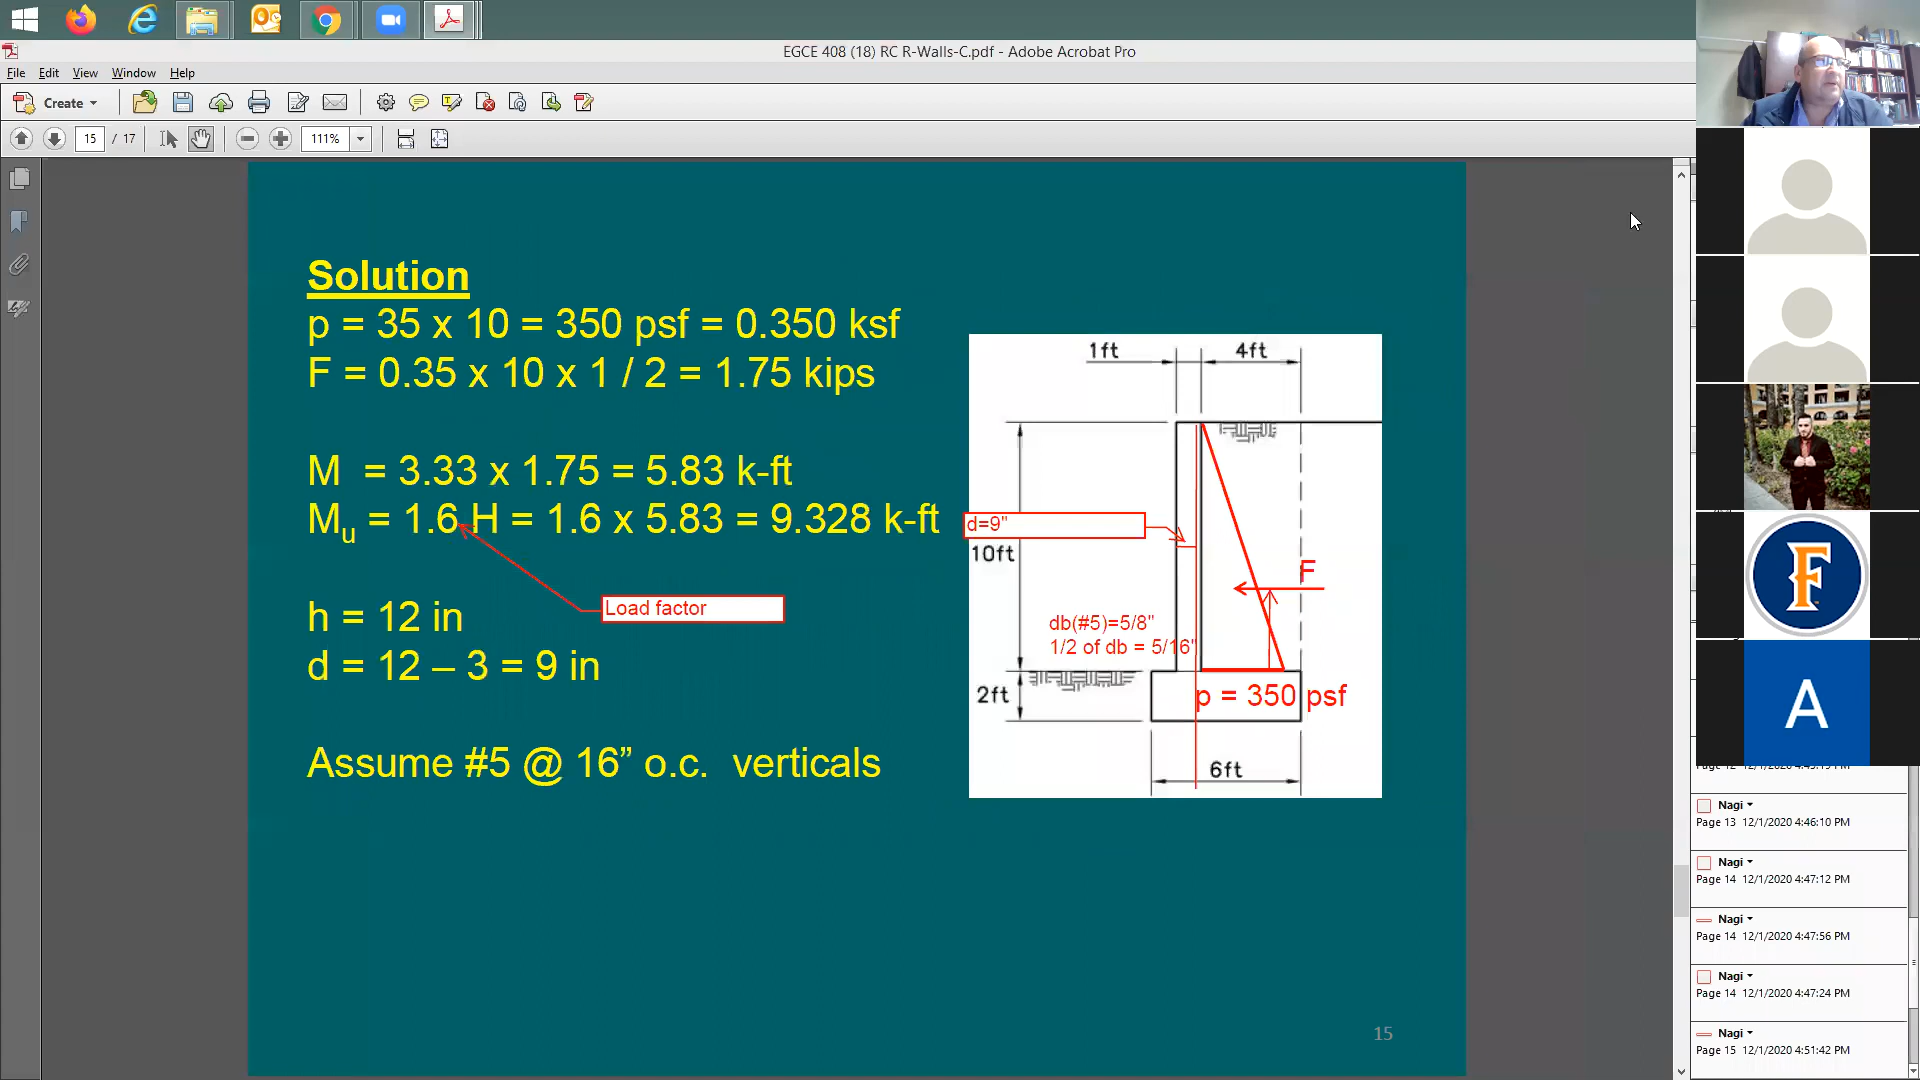 EGCE 408 (18) RC R-Walls-C.pdf - Adobe Acrobat Pro
File Edit View Window Help
Create
15 / 17 111%
Solution
p = 35 x 10 = 350 psf = 0.350 ksf
F = 0.35 x 10 x 1 / 2 = 1.75 kips
M = 3.33 x 1.75 = 5.83 k-ft
Mu = 1.6 H = 1.6 x 5.83 = 9.328 k-ft
Load factor
h = 12 in
d = 12 – 3 = 9 in
Assume #5 @ 16” o.c. verticals
1ft 4ft
d=9"
10ft
F
db(#5)=5/8"
1/2 of db = 5/16"
2ft
p = 350 psf
6ft
15
F
A
Nagi
Page 13 12/1/2020 4:46:10 PM
Nagi
Page 14 12/1/2020 4:47:12 PM
Nagi
Page 14 12/1/2020 4:47:56 PM
Nagi
Page 14 12/1/2020 4:47:24 PM
Nagi
Page 15 12/1/2020 4:51:42 PM